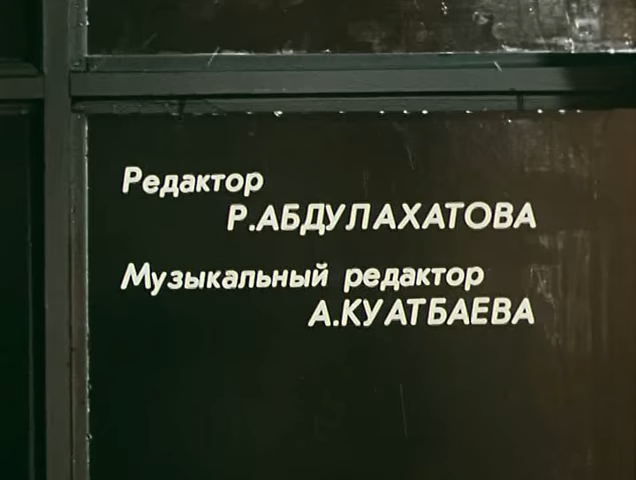 Редактор
Р.АБДУЛАХАТОВА
Музыкальный редактор
А.КУАТБАЕВА